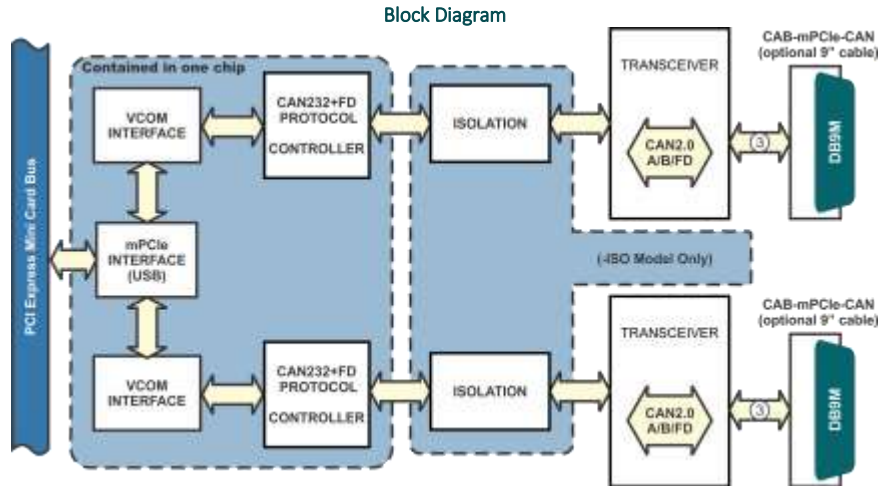 Block Diagram
PCI Express Mini Card Bus
Contained in one chip
VCOM
INTERFACE
CAN232+FD
PROTOCOL
CONTROLLER
ISOLATION
TRANSCEIVER
CAN2.0
A/B/FD
3
CAB-mPCIe-CAN
(optional 9" cable)
DB9M
mPCIe
INTERFACE
(USB)
(-ISO Model Only)
VCOM
INTERFACE
CAN232+FD
PROTOCOL
CONTROLLER
ISOLATION
TRANSCEIVER
CAN2.0
A/B/FD
3
CAB-mPCIe-CAN
(optional 9" cable)
DB9M